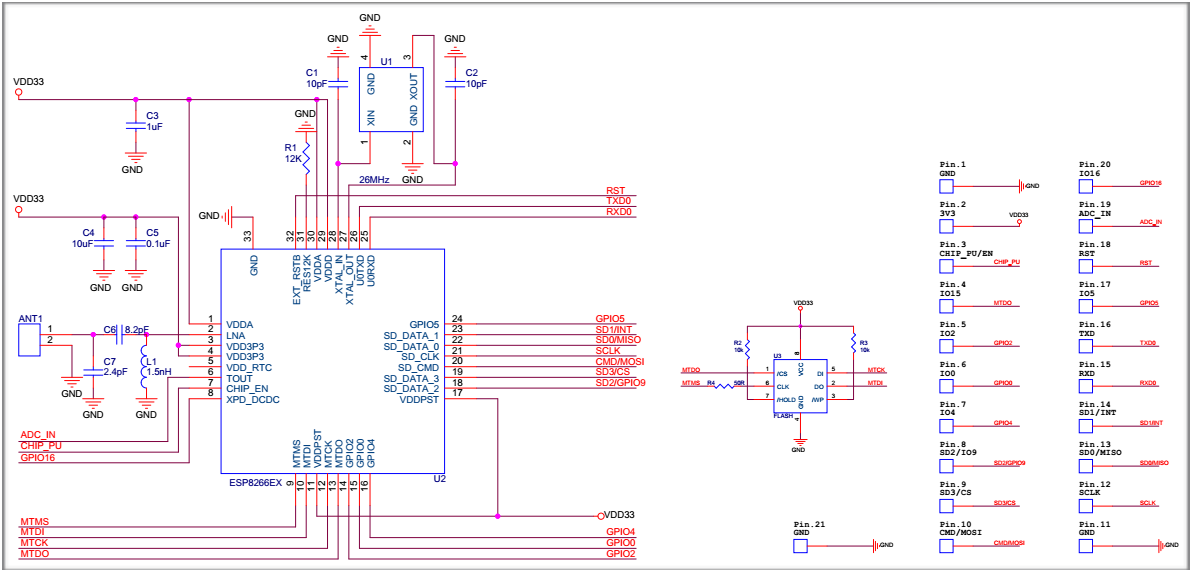 GND
GND
GND
VDD33
C1
10pF
4
3
U1
GND
XOUT
XIN
GND
1
2
C2
10pF
C3
1uF
GND
GND
R1
12K
GND
26MHz
RST
TXD0
RXD0
VDD33
GND
33
32
31
30
29
28
27
26
25
C4
10uF
C5
0.1uF
GND
GND
GND
EXT_RSTB
RES12K
VDDA
VDDD
XTAL_IN
XTAL_OUT
U0TXD
U0RXD
ANT1
1
2
C6
8.2pF
C7
2.4pF
L1
1.5nH
GND
GND
GND
1 VDDA
2 LNA
3 VDD3P3
4 VDD3P3
5 VDD_RTC
6 TOUT
7 CHIP_EN
8 XPD_DCDC
GPIO5 24 GPIO5
SD_DATA_1 23 SD1/INT
SD_DATA_0 22 SD0/MISO
SD_CLK 21 SCLK
SD_CMD 20 CMD/MOSI
SD_DATA_3 19 SD3/CS
SD_DATA_2 18 SD2/GPIO9
VDDPST 17
ADC_IN
CHIP_PU
GPIO16
MTMS
MTDI
VDDPST
MTCK
MTDO
GPIO2
GPIO0
GPIO4
ESP8266EX
U2
9
10
11
12
13
14
15
16
VDD33
MTMS
MTDI
MTCK
MTDO
GPIO4
GPIO0
GPIO2
VDD33
R2
10k
R3
10k
U3
8
VCC
MTDO
1 /CS
DI 5
MTCK
MTMS
R4
50R
6 CLK
DO 2
MTDI
7 /HOLD
/WP 3
GND
4
FLASH
GND
Pin.1
GND
GND
Pin.2
3V3
VDD33
Pin.3
CHIP_PU/EN
CHIP_PU
Pin.4
IO15
MTDO
Pin.5
IO2
GPIO2
Pin.6
IO0
GPIO0
Pin.7
IO4
GPIO4
Pin.8
SD2/IO9
SD2/GPIO9
Pin.9
SD3/CS
SD3/CS
Pin.10
CMD/MOSI
CMD/MOSI
Pin.20
IO16
GPIO16
Pin.19
ADC_IN
ADC_IN
Pin.18
RST
RST
Pin.17
IO5
GPIO5
Pin.16
TXD
TXD0
Pin.15
RXD
RXD0
Pin.14
SD1/INT
SD1/INT
Pin.13
SD0/MISO
SD0/MISO
Pin.12
SCLK
SCLK
Pin.11
GND
GND
Pin.21
GND
GND